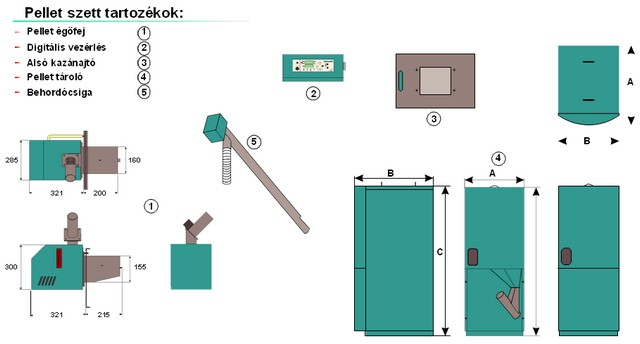 Pellet szett tartozékok:
– Pellet égőfej 1
– Digitális vezérlés 2
– Alsó kazánajtó 3
– Pellet tároló 4
– Behordócsiga 5
2
3
A
B
5
285
160
321
200
1
300
155
321
215
4
B
A
C